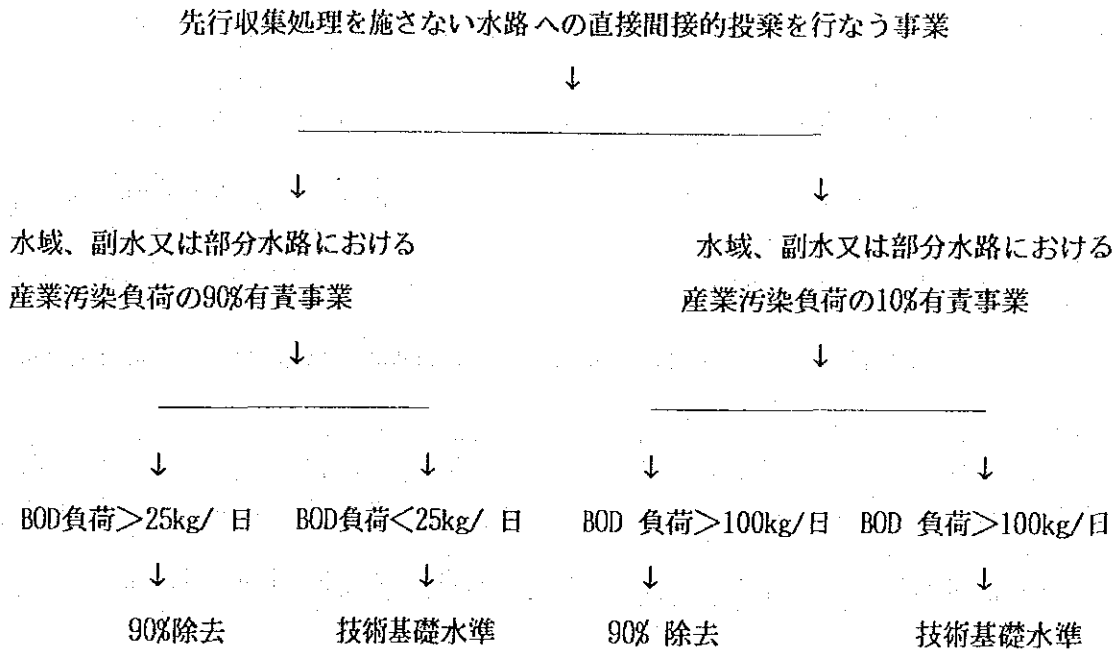 先行収集処理を施さない水路への直接間接的投棄を行なう事業
↓
↓
↓
水域、副水又は部分水路における
産業汚染負荷の90%有責事業
水域、副水又は部分水路における
産業汚染負荷の10%有責事業
↓
↓
↓
↓
↓
↓
BOD負荷>25kg/ 日
BOD負荷<25kg/ 日
BOD 負荷>100kg/日
BOD 負荷>100kg/日
↓
↓
↓
↓
90%除去
技術基礎水準
90% 除去
技術基礎水準